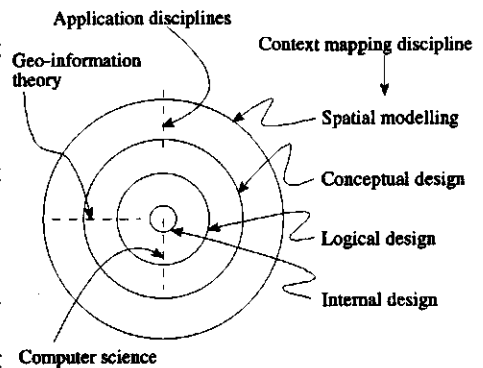 Application disciplines
Context mapping discipline
Geo-information
theory
Spatial modelling
Conceptual design
Logical design
Internal design
Computer science